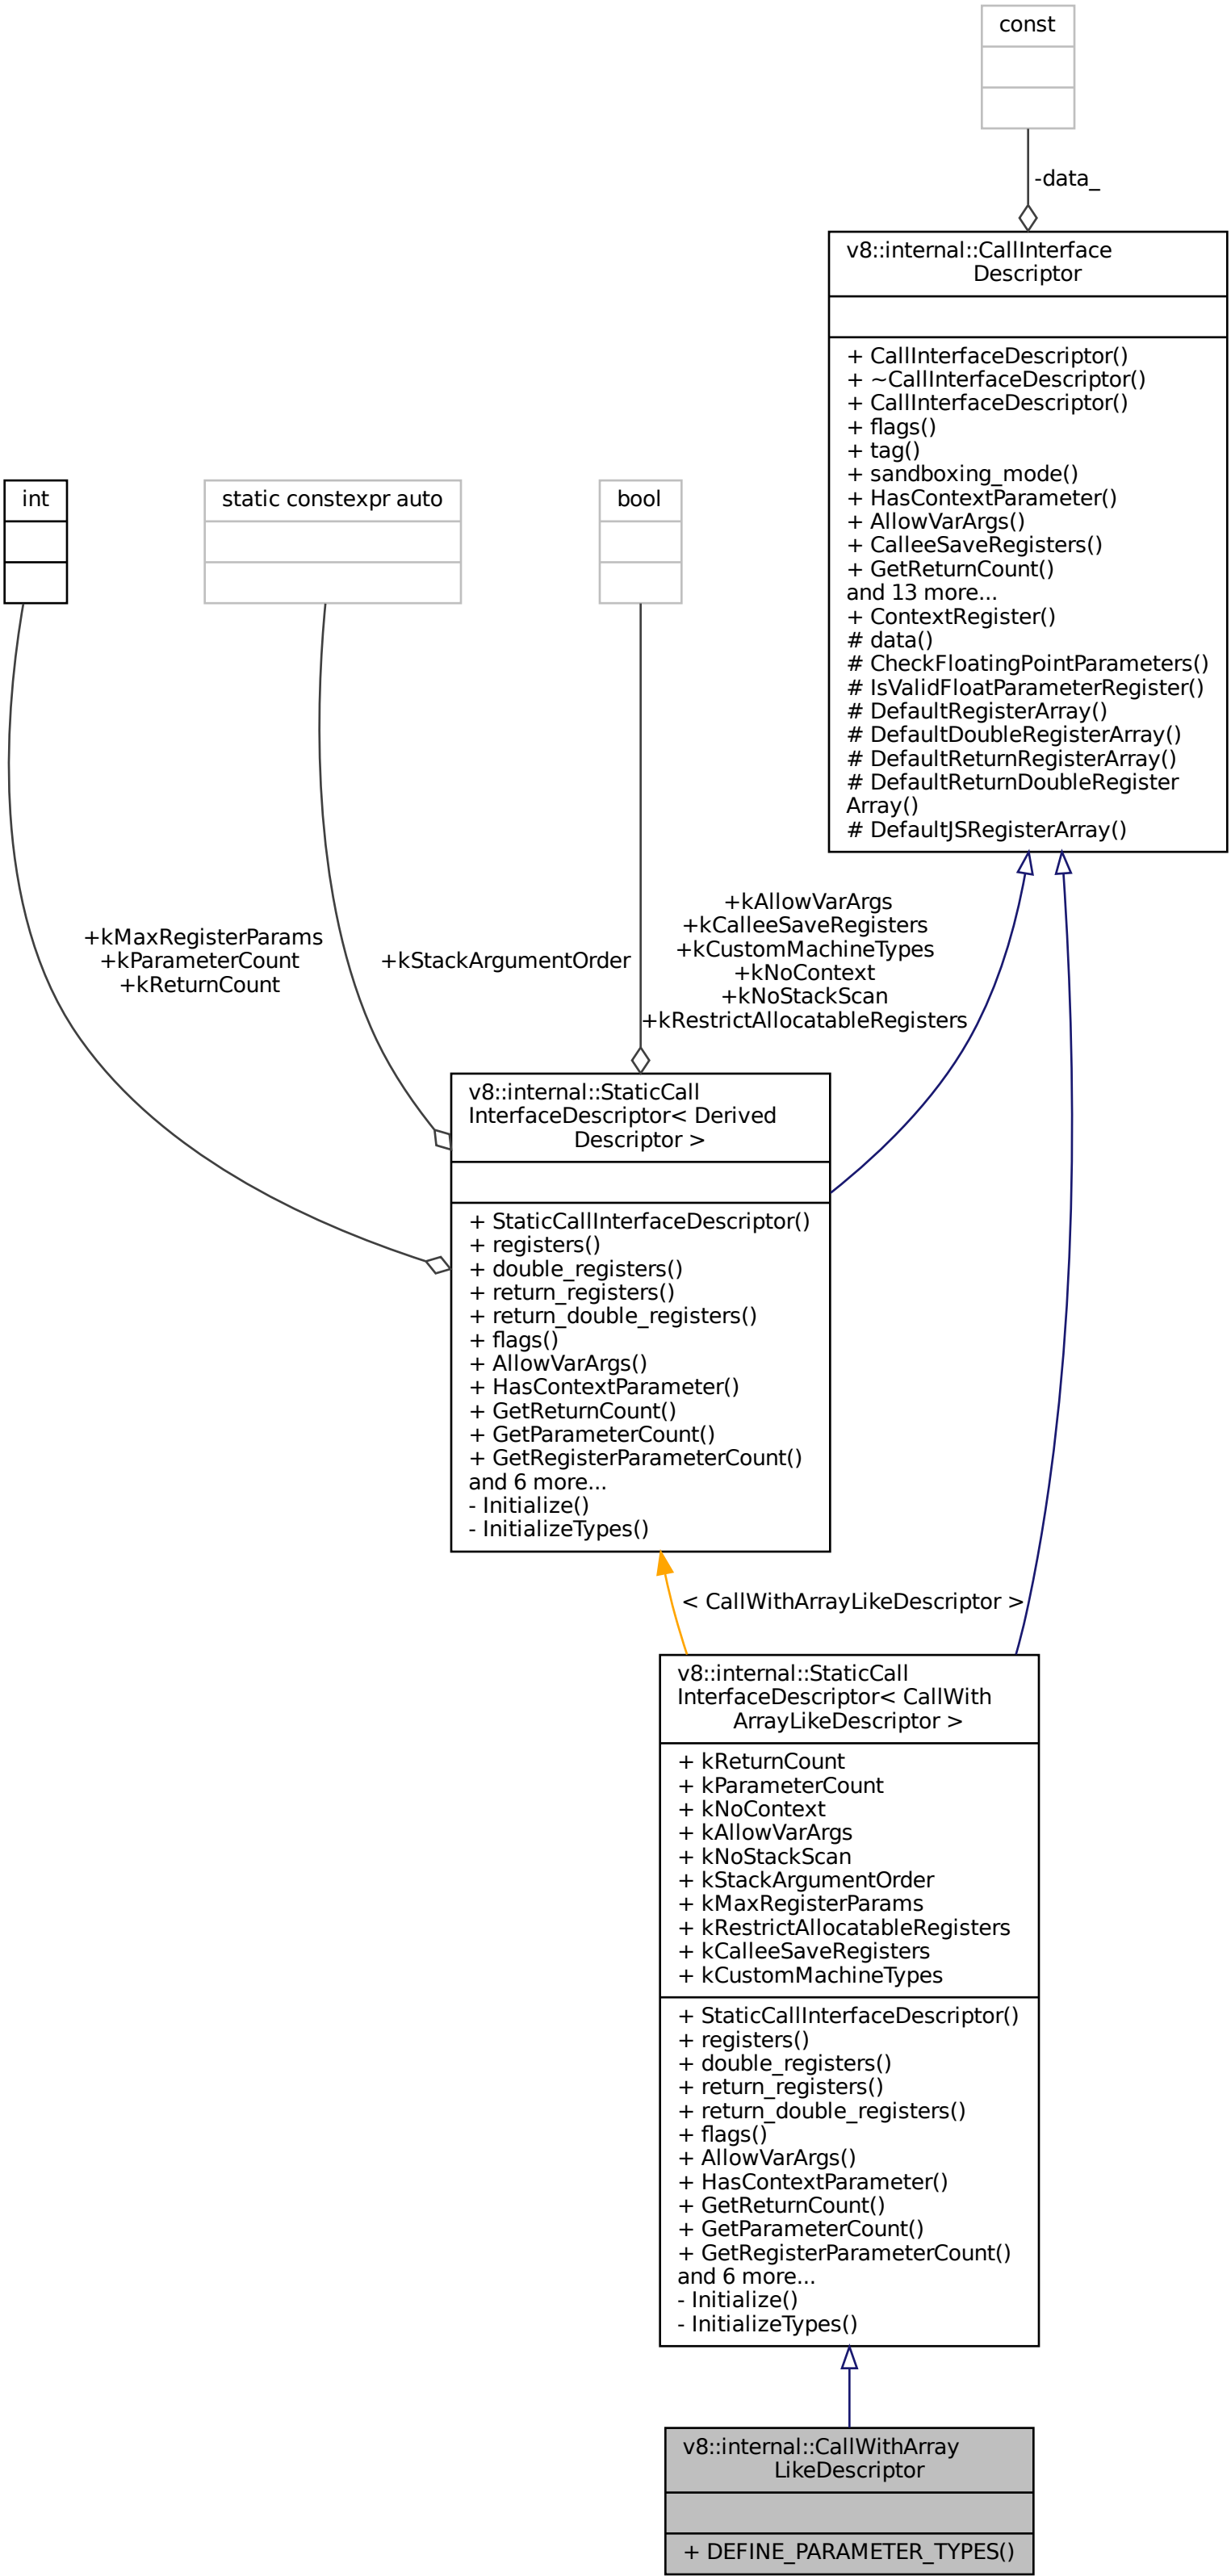 const
-data_
v8::internal::CallInterface
Descriptor
+ CallInterfaceDescriptor()
+ ~CallInterfaceDescriptor()
+ CallInterfaceDescriptor()
+ flags()
+ tag()
+ sandboxing_mode()
+ HasContextParameter()
+ AllowVarArgs()
+ CalleeSaveRegisters()
+ GetReturnCount()
and 13 more...
+ ContextRegister()
# data()
# CheckFloatingPointParameters()
# IsValidFloatParameterRegister()
# DefaultRegisterArray()
# DefaultDoubleRegisterArray()
# DefaultReturnRegisterArray()
# DefaultReturnDoubleRegister
Array()
# DefaultJSRegisterArray()
int
static constexpr auto
bool
+kMaxRegisterParams
+kParameterCount
+kReturnCount
+kStackArgumentOrder
+kAllowVarArgs
+kCalleeSaveRegisters
+kCustomMachineTypes
+kNoContext
+kNoStackScan
+kRestrictAllocatableRegisters
v8::internal::StaticCall
InterfaceDescriptor< Derived
Descriptor >
+ StaticCallInterfaceDescriptor()
+ registers()
+ double_registers()
+ return_registers()
+ return_double_registers()
+ flags()
+ AllowVarArgs()
+ HasContextParameter()
+ GetReturnCount()
+ GetParameterCount()
+ GetRegisterParameterCount()
and 6 more...
- Initialize()
- InitializeTypes()
< CallWithArrayLikeDescriptor >
v8::internal::StaticCall
InterfaceDescriptor< CallWith
ArrayLikeDescriptor >
+ kReturnCount
+ kParameterCount
+ kNoContext
+ kAllowVarArgs
+ kNoStackScan
+ kStackArgumentOrder
+ kMaxRegisterParams
+ kRestrictAllocatableRegisters
+ kCalleeSaveRegisters
+ kCustomMachineTypes
+ StaticCallInterfaceDescriptor()
+ registers()
+ double_registers()
+ return_registers()
+ return_double_registers()
+ flags()
+ AllowVarArgs()
+ HasContextParameter()
+ GetReturnCount()
+ GetParameterCount()
+ GetRegisterParameterCount()
and 6 more...
- Initialize()
- InitializeTypes()
v8::internal::CallWithArray
LikeDescriptor
+ DEFINE_PARAMETER_TYPES()